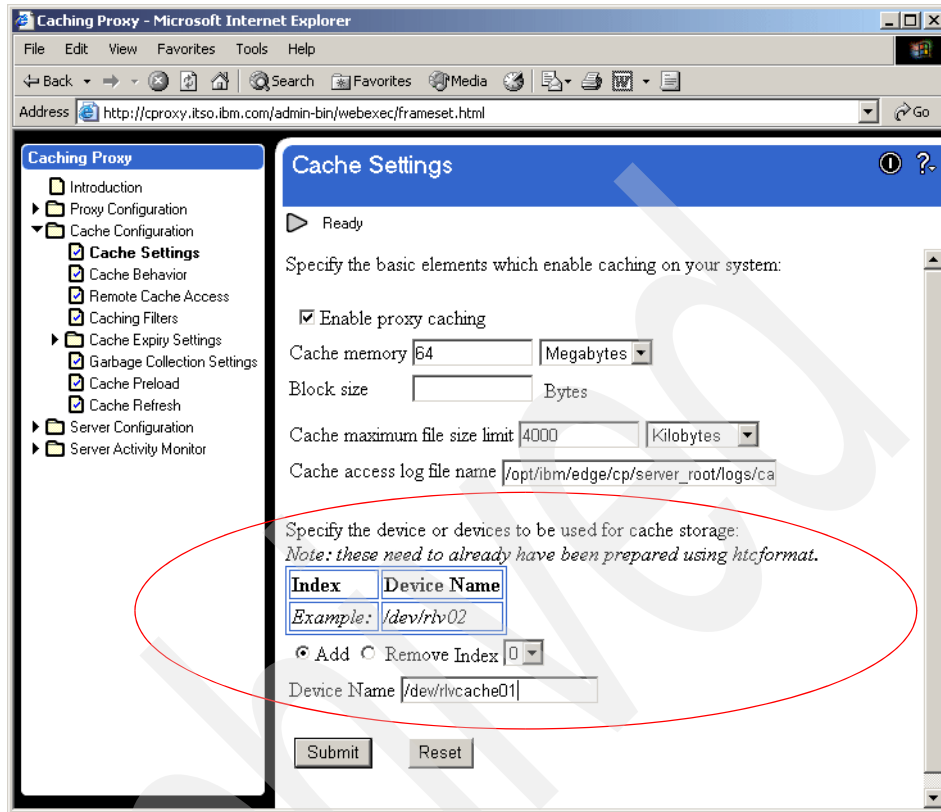 Caching Proxy - Microsoft Internet Explorer
File Edit View Favorites Tools Help
Back Search Favorites Media
Address http://cproxy.itso.ibm.com/admin-bin/webexec/frameset.html Go
Caching Proxy
Introduction
Proxy Configuration
Cache Configuration
Cache Settings
Cache Behavior
Remote Cache Access
Caching Filters
Cache Expiry Settings
Garbage Collection Settings
Cache Preload
Cache Refresh
Server Configuration
Server Activity Monitor
Cache Settings
Ready
Specify the basic elements which enable caching on your system:
Enable proxy caching
Cache memory 64 Megabytes
Block size Bytes
Cache maximum file size limit 4000 Kilobytes
Cache access log file name /opt/ibm/edge/cp/server_root/logs/ca
Specify the device or devices to be used for cache storage:
Note: these need to already have been prepared using htcformat.
Index Device Name
Example: /dev/rlv02
Add Remove Index 0
Device Name /dev/rlvcache01
Submit Reset